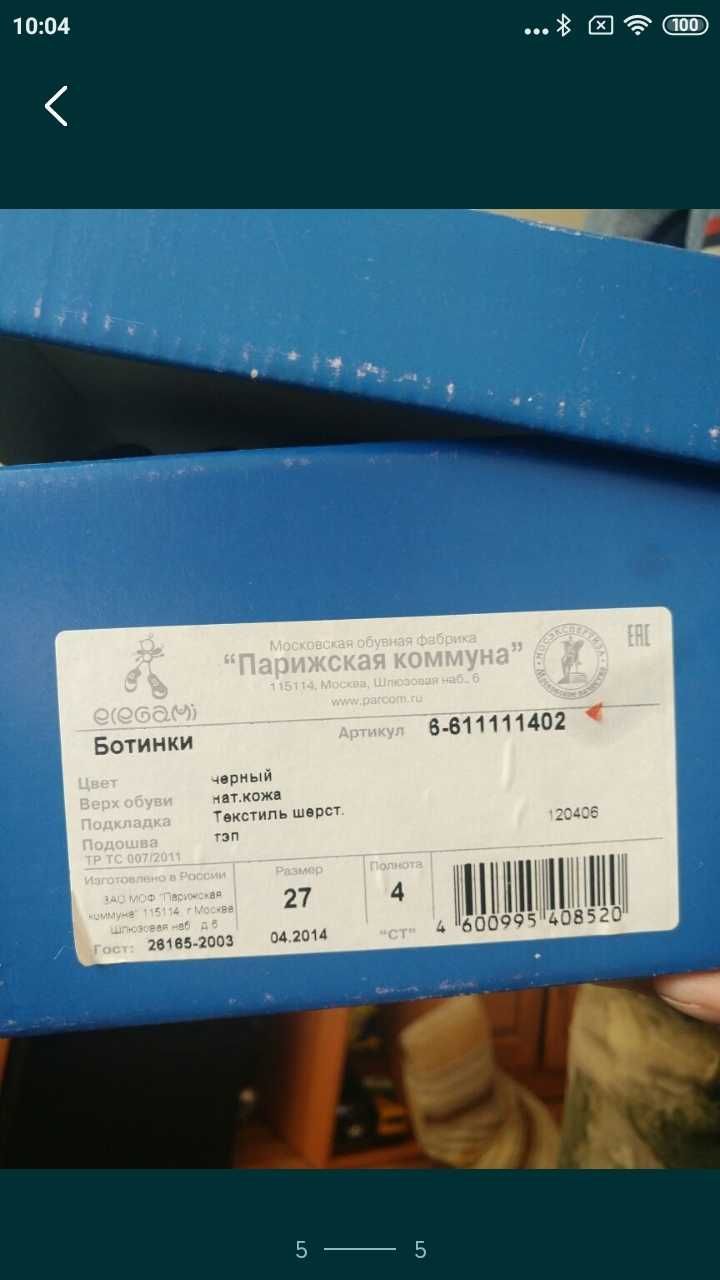 10:04
100
Московская обувная фабрика
"Парижская коммуна"
115114, Москва, Шлюзовая наб., 6
www.parcom.ru
МОСЭКСПЕРТИЗА
EAC
elegami
Ботинки
Артикул 6-611111402
Цвет черный
Верх обуви нат.кожа
Подкладка Текстиль шерст.
120406
Подошва тэп
ТР ТС 007/2011
Изготовлено в России
Размер
Полнота
ЗАО МОФ "Парижская
коммуна" 115114, г Москва
Шлюзовая наб д 6
27
4
Гост: 26165-2003
04.2014
"СТ"
4 600995 408520
5 5